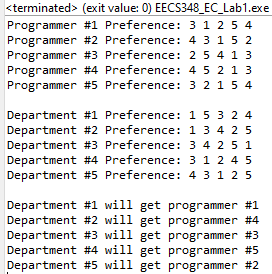 <terminated> (exit value: 0) EECS348_EC_Lab1.exe
Programmer #1 Preference: 3 1 2 5 4
Programmer #2 Preference: 4 3 1 5 2
Programmer #3 Preference: 2 5 4 1 3
Programmer #4 Preference: 4 5 2 1 3
Programmer #5 Preference: 3 2 1 5 4
Department #1 Preference: 1 5 3 2 4
Department #2 Preference: 1 3 4 2 5
Department #3 Preference: 3 4 2 5 1
Department #4 Preference: 3 1 2 4 5
Department #5 Preference: 4 3 1 2 5
Department #1 will get programmer #1
Department #2 will get programmer #4
Department #3 will get programmer #3
Department #4 will get programmer #5
Department #5 will get programmer #2